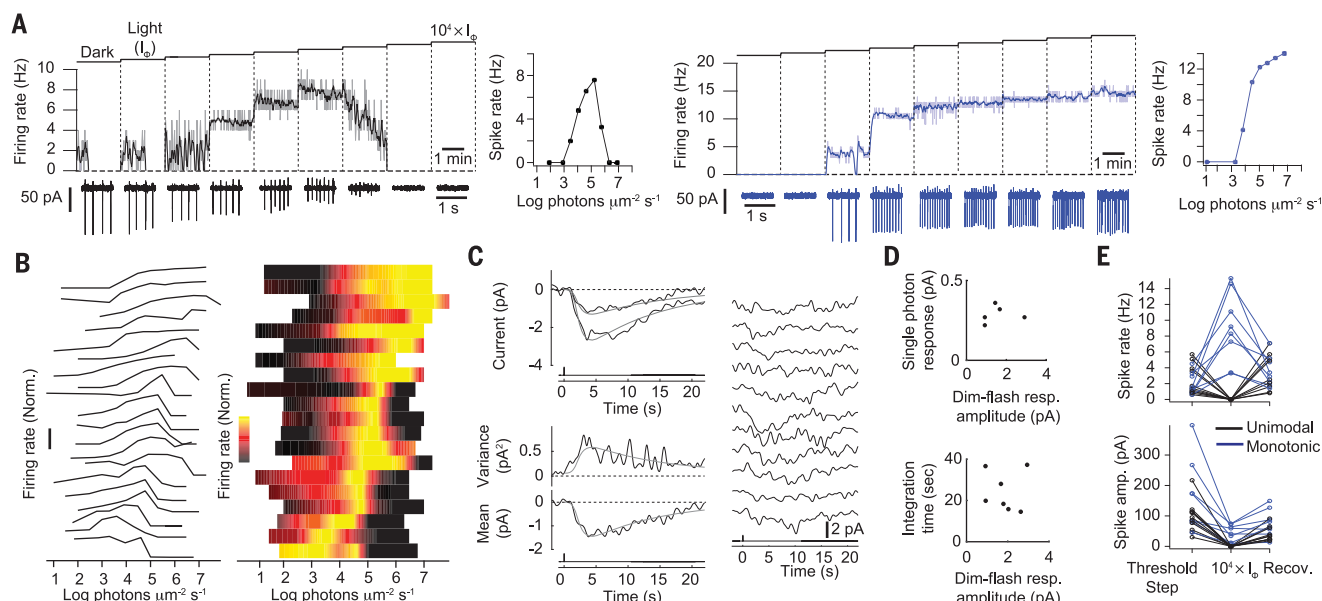 A
Dark
Light
(I_Φ)
10⁴ × I_Φ
Firing rate (Hz)
10
8
6
4
2
0
1 min
50 pA
1 s
Spike rate (Hz)
8
4
0
1 3 5 7
Log photons μm⁻² s⁻¹
Firing rate (Hz)
20
15
10
5
0
1 min
50 pA
1 s
Spike rate (Hz)
12
8
4
0
1 3 5 7
Log photons μm⁻² s⁻¹
B
Firing rate (Norm.)
1 2 3 4 5 6 7
Log photons μm⁻² s⁻¹
Firing rate (Norm.)
1 2 3 4 5 6 7
Log photons μm⁻² s⁻¹
C
Current (pA)
0
-2
-4
0 5 10 15 20
Time (s)
Variance (pA²)
0.5
0
Mean (pA)
0
-1
-2
0 5 10 15 20
Time (s)
2 pA
0 5 10 15 20
Time (s)
D
Single photon
response (pA)
0.5
0
0 2 4
Dim-flash resp.
amplitude (pA)
Integration
time (sec)
40
20
0
0 2 4
Dim-flash resp.
amplitude (pA)
E
Spike rate (Hz)
14
12
10
8
6
4
2
0
Unimodal
Monotonic
Spike amp. (pA)
300
200
100
0
Threshold
Step
10⁴ × I_Φ
Recov.